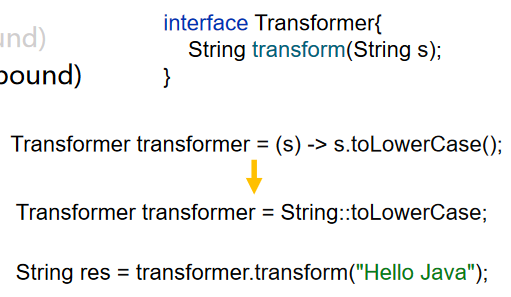 und)
bound)
interface Transformer{
String transform(String s);
}
Transformer transformer = (s) -> s.toLowerCase();
Transformer transformer = String::toLowerCase;
String res = transformer.transform("Hello Java");